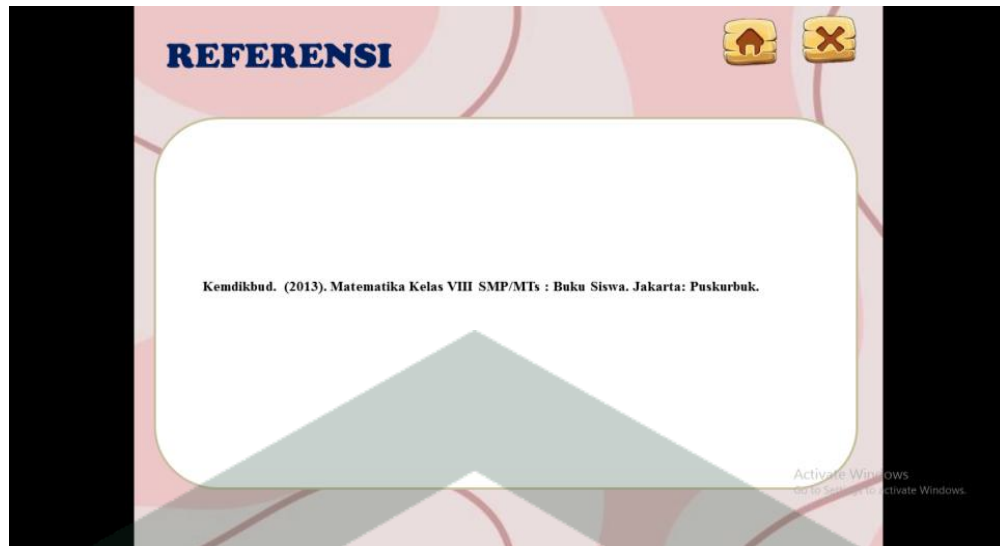 REFERENSI
Kemdikbud. (2013). Matematika Kelas VIII SMP/MTs : Buku Siswa. Jakarta: Puskurbuk.
Activate Windows
Go to Settings to activate Windows.